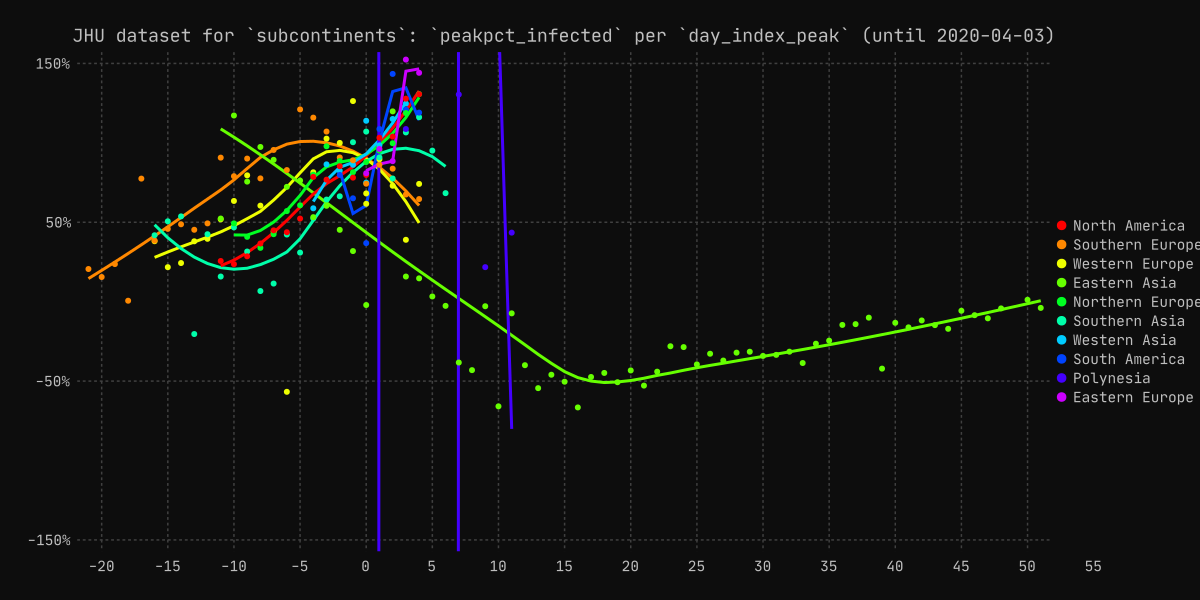 JHU dataset for `subcontinents`: `peakpct_infected` per `day_index_peak` (until 2020-04-03)
150%
50%
-50%
-150%
-20 -15 -10 -5 0 5 10 15 20 25 30 35 40 45 50 55
North America
Southern Europe
Western Europe
Eastern Asia
Northern Europe
Southern Asia
Western Asia
South America
Polynesia
Eastern Europe